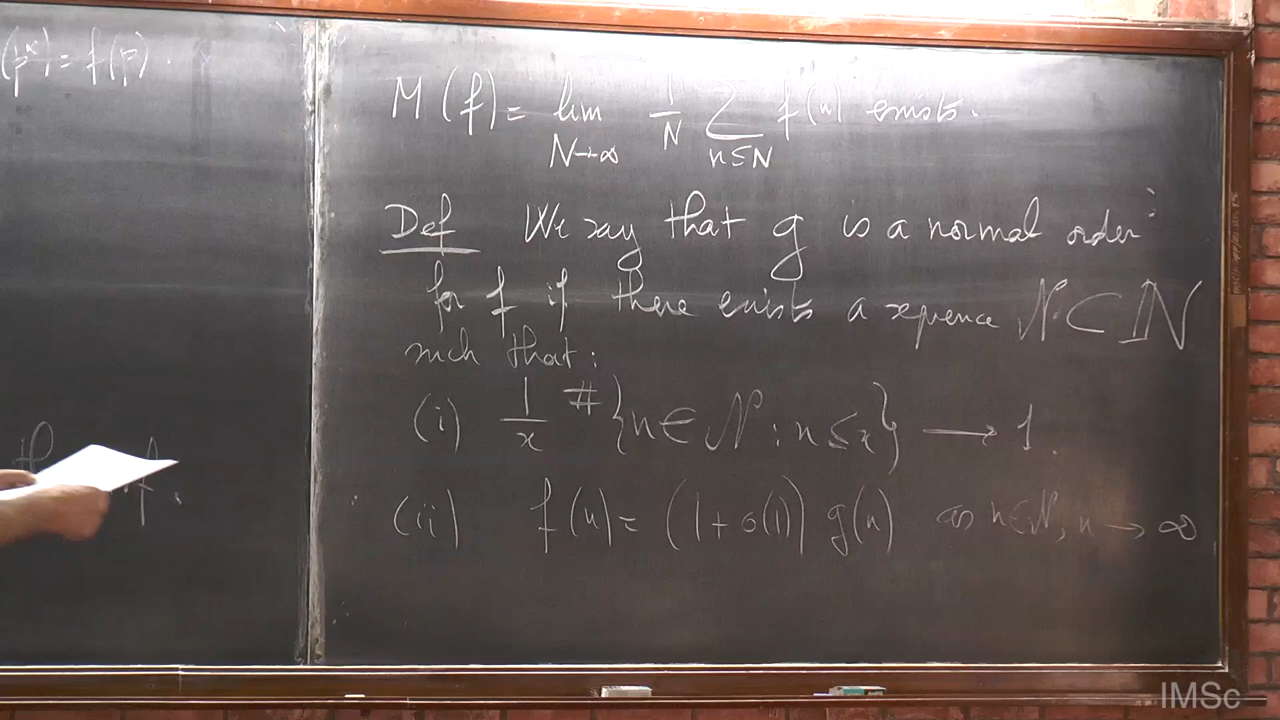 (pᵏ) = f(p).
M(f) = lim_{N→∞} 1/N ∑_{n≤N} f(n) exists.
Def We say that g is a normal order
for f if there exists a sequence 𝒩 ⊂ ℕ
such that:
(i) 1/x #{n ∈ 𝒩 : n ≤ x} → 1.
(ii) f(n) = (1+o(1)) g(n) as n∈𝒩, n → ∞
IMSc